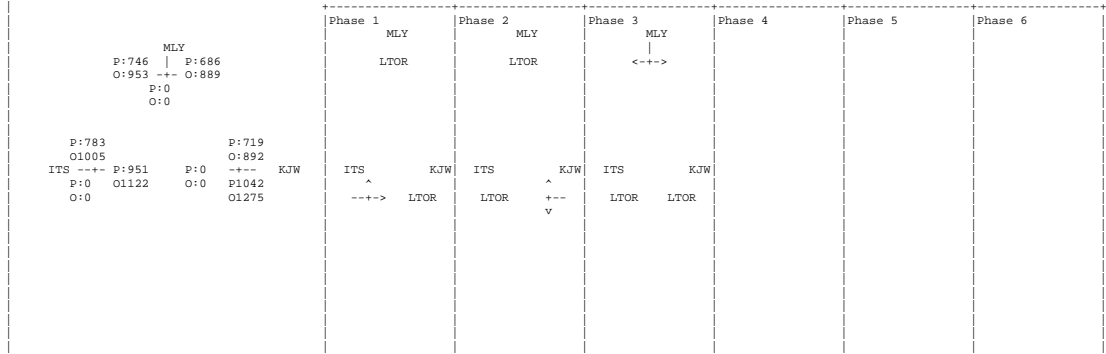 |Phase 1 |Phase 2 |Phase 3 |Phase 4 |Phase 5 |Phase 6 |
MLY MLY MLY
MLY |
P:746 | P:686 LTOR LTOR <-+->
O:953 -+- O:889
P:0
O:0
P:783 P:719
O1005 O:892
ITS --+- P:951 P:0 -+-- KJW ITS KJW ITS KJW ITS KJW
P:0 O1122 O:0 P1042 ^ ^
O:0 O1275 --+-> LTOR LTOR +-- LTOR LTOR
v